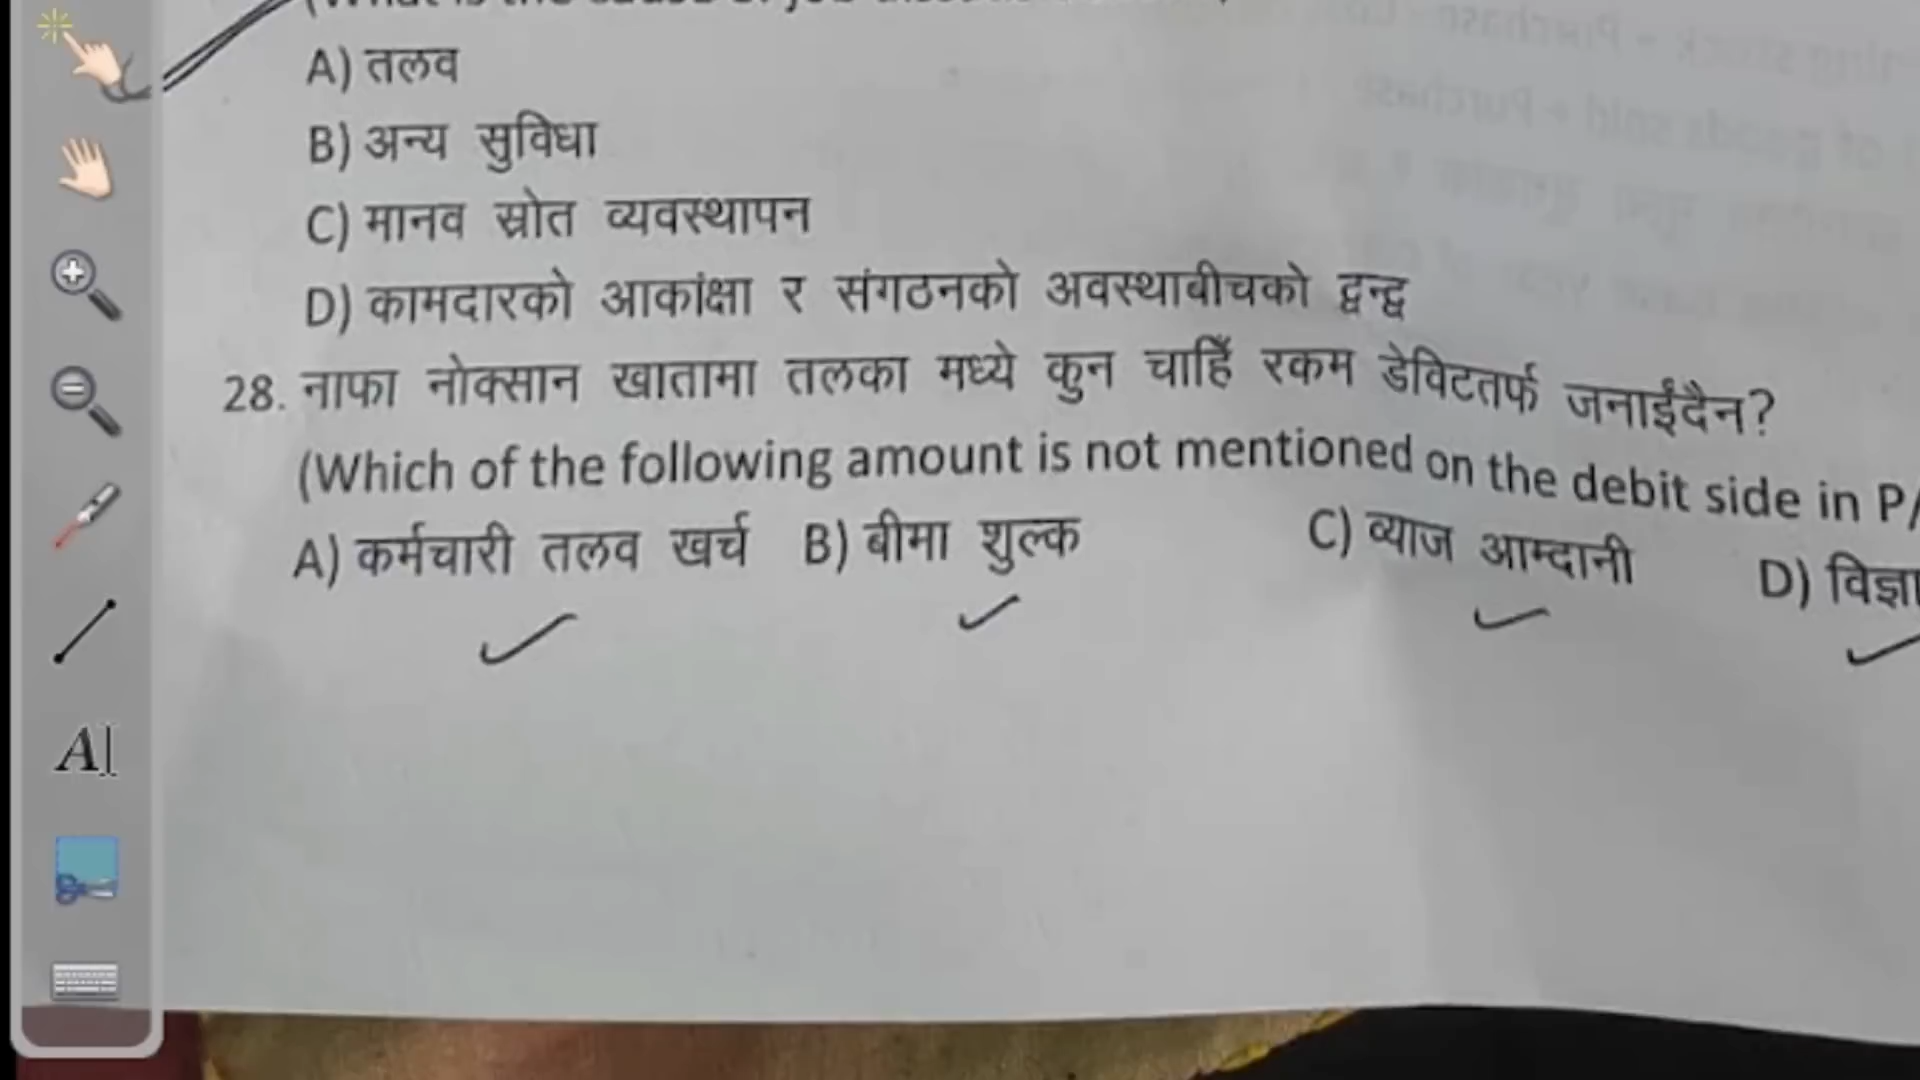 A) तलव
B) अन्य सुविधा
C) मानव स्रोत व्यवस्थापन
D) कामदारको आकांक्षा र संगठनको अवस्थाबीचको द्वन्द्व
28. नाफा नोक्सान खातामा तलका मध्ये कुन चाहिँ रकम डेविटतर्फ जनाईंदैन?
(Which of the following amount is not mentioned on the debit side in P/
A) कर्मचारी तलव खर्च B) बीमा शुल्क C) व्याज आम्दानी D)